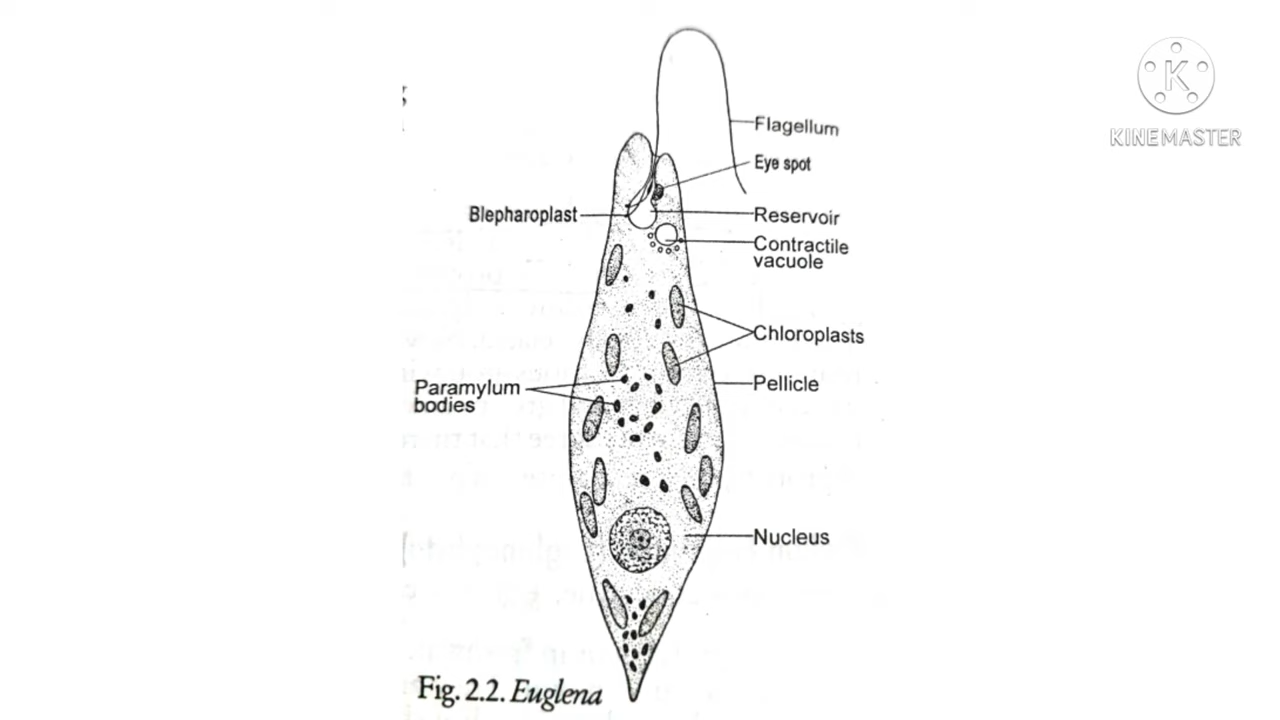 KINEMASTER
Flagellum
Eye spot
Blepharoplast
Reservoir
Contractile
vacuole
Chloroplasts
Pellicle
Paramylum
bodies
Nucleus
Fig. 2.2. Euglena